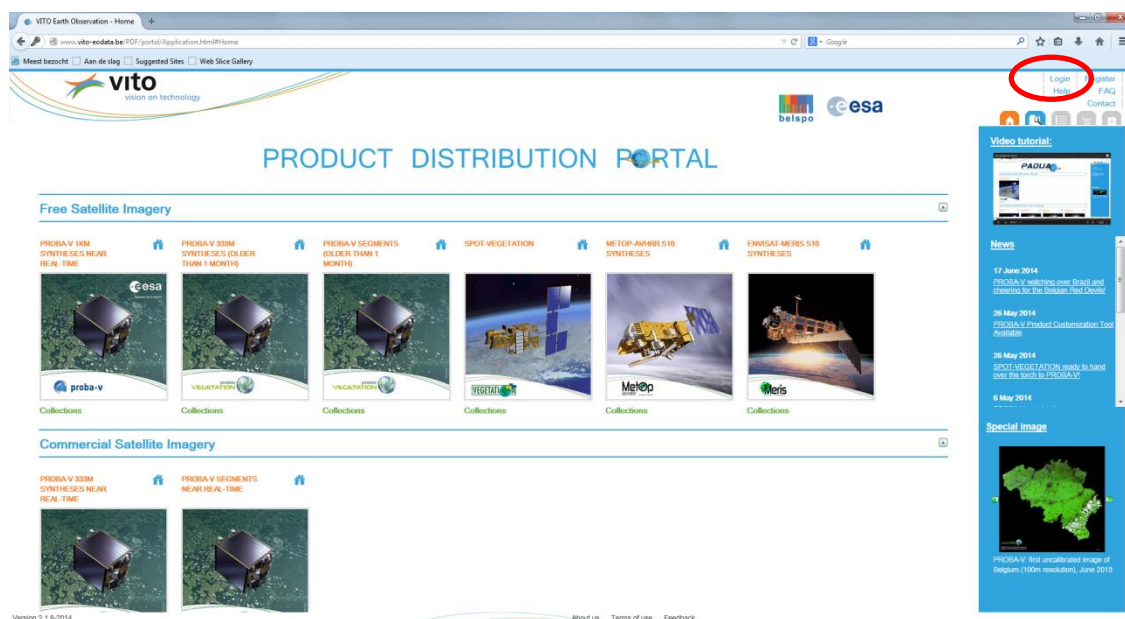 VITO Earth Observation - Home
www.vito-eodata.be/PDF/portal/Application.html#Home
Google
Meest bezocht Aan de slag Suggested Sites Web Slice Gallery
vito
vision on technology
belspo
esa
Login Register
Help FAQ
Contact
PRODUCT DISTRIBUTION PORTAL
Free Satellite Imagery
PROBA-V 1KM
SYNTHESES NEAR
REAL-TIME
PROBA-V 333M
SYNTHESES (OLDER
THAN 1 MONTH)
PROBA-V SEGMENTS
(OLDER THAN 1
MONTH)
SPOT-VEGETATION
METOP-AVHRR S10
SYNTHESES
ENVISAT-MERIS S10
SYNTHESES
esa
proba-v
VEGETATION
VEGETATION
VEGETATION
Metop
Meris
Collections
Collections
Collections
Collections
Collections
Collections
Commercial Satellite Imagery
PROBA-V 333M
SYNTHESES NEAR
REAL-TIME
PROBA-V SEGMENTS
NEAR REAL-TIME
Video tutorial:
News
17 June 2014
PROBA-V watching over Brazil and
cheering for the Belgian Red Devils!
26 May 2014
PROBA-V Product Customization Tool
Available
26 May 2014
SPOT-VEGETATION ready to hand
over the torch to PROBA-V!
6 May 2014
Special image
PROBA-V: first uncalibrated image of
Belgium (100m resolution), June 2013
Version 2.1.8-2014
About us Terms of use Feedback